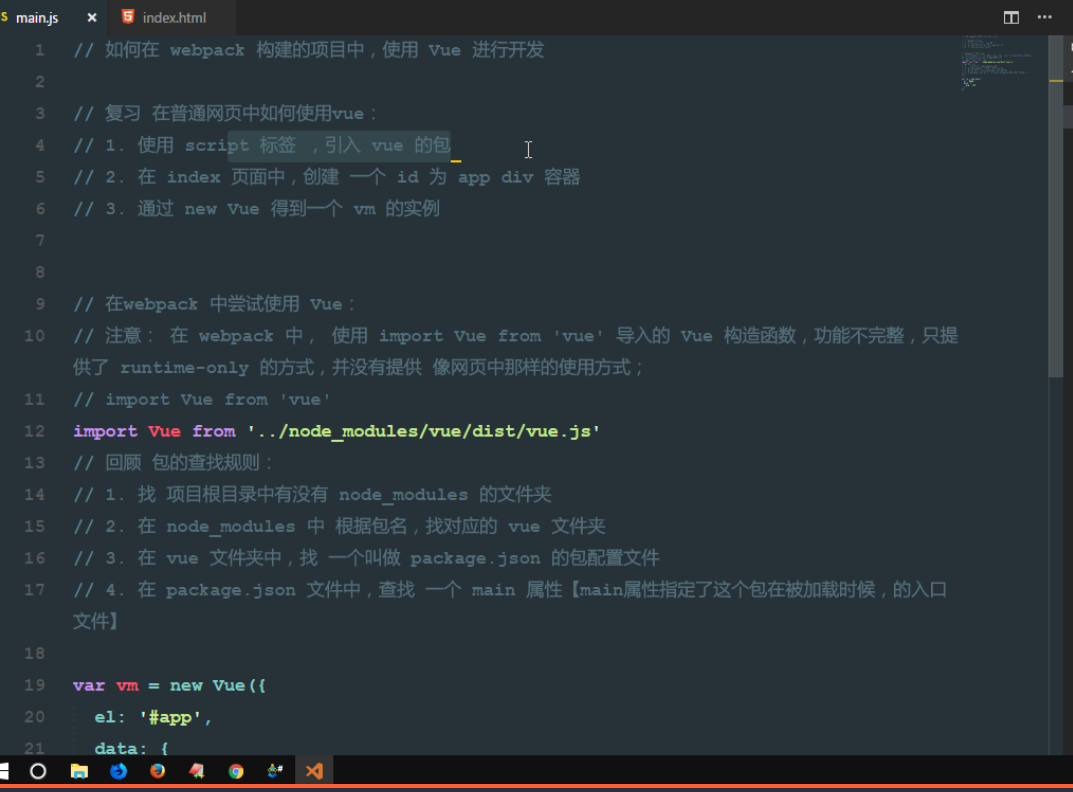 main.js × index.html
1 // 如何在 webpack 构建的项目中，使用 Vue 进行开发
2
3 // 复习 在普通网页中如何使用vue：
4 // 1. 使用 script 标签 ，引入 vue 的包
5 // 2. 在 index 页面中，创建 一个 id 为 app div 容器
6 // 3. 通过 new Vue 得到一个 vm 的实例
7
8
9 // 在webpack 中尝试使用 Vue：
10 // 注意： 在 webpack 中， 使用 import Vue from 'vue' 导入的 Vue 构造函数，功能不完整，只提
供了 runtime-only 的方式，并没有提供 像网页中那样的使用方式；
11 // import Vue from 'vue'
12 import Vue from '../node_modules/vue/dist/vue.js'
13 // 回顾 包的查找规则：
14 // 1. 找 项目根目录中有没有 node_modules 的文件夹
15 // 2. 在 node_modules 中 根据包名，找对应的 vue 文件夹
16 // 3. 在 vue 文件夹中，找 一个叫做 package.json 的包配置文件
17 // 4. 在 package.json 文件中，查找 一个 main 属性【main属性指定了这个包在被加载时候，的入口
文件】
18
19 var vm = new Vue({
20 el: '#app',
21 data: {